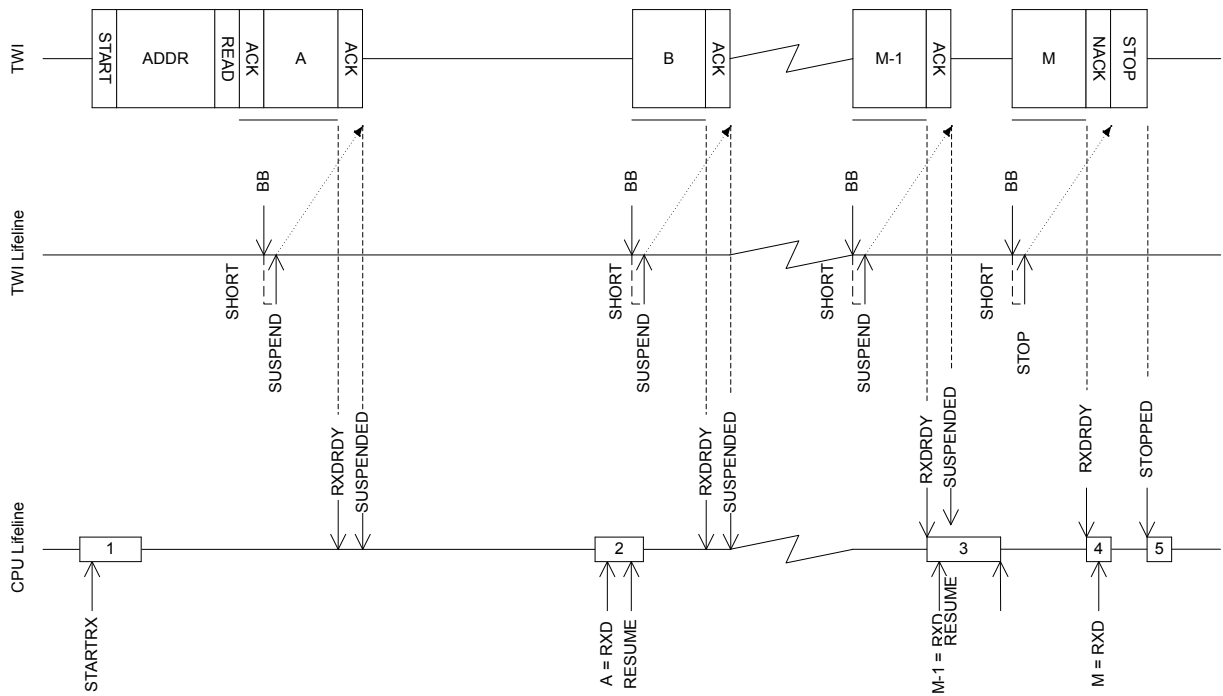 TWI
START
ADDR
READ
ACK
A
ACK
B
ACK
M-1
ACK
M
NACK
STOP
TWI Lifeline
BB
SHORT
SUSPEND
BB
SHORT
SUSPEND
BB
SHORT
SUSPEND
BB
SHORT
STOP
RXDRDY
SUSPENDED
RXDRDY
SUSPENDED
RXDRDY
SUSPENDED
RXDRDY
STOPPED
CPU Lifeline
1
2
3
4
5
STARTRX
A = RXD
RESUME
M-1 = RXD
RESUME
M = RXD